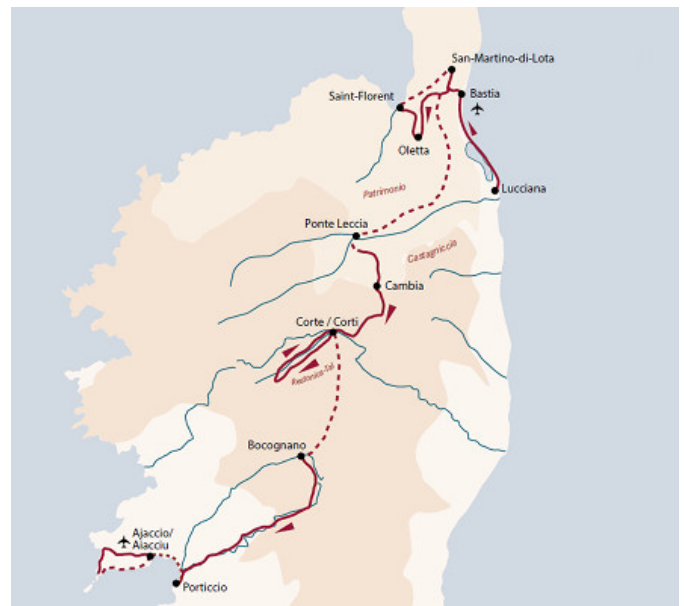 San-Martino-di-Lota
Saint-Florent
Bastia
Oletta
Lucciana
Patrimonio
Ponte Leccia
Castagniccia
Cambia
Corte / Corti
Restonica-Tal
Bocognano
Ajaccio/
Aiacciu
Porticcio